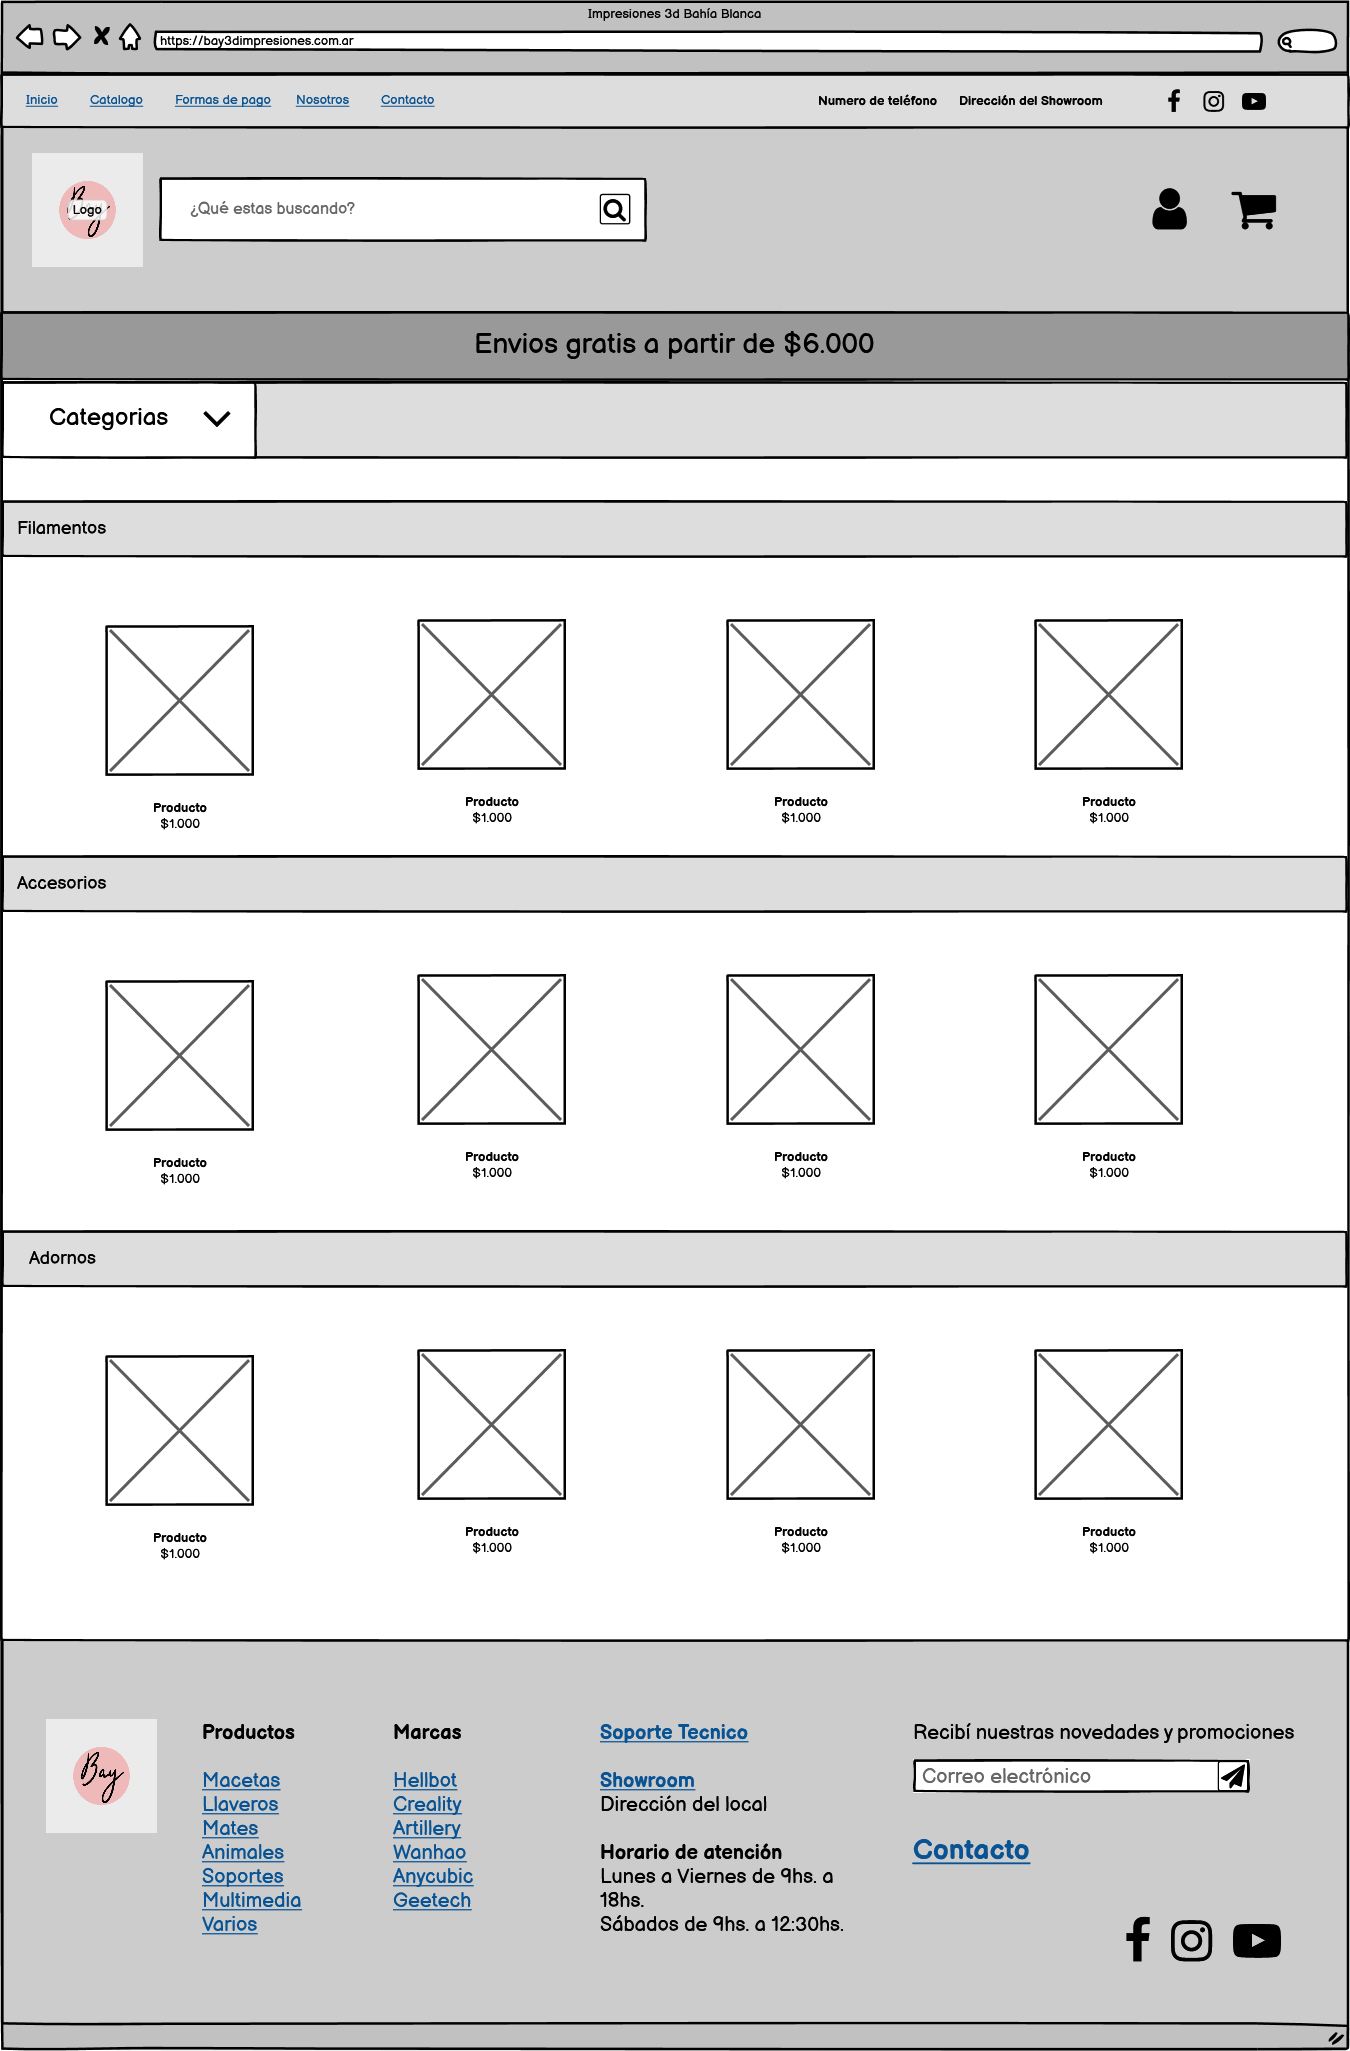 Impresiones 3d Bahía Blanca
https://bay3dimpresiones.com.ar
Inicio Catalogo Formas de pago Nosotros Contacto Numero de teléfono Dirección del Showroom
Logo
¿Qué estas buscando?
Envios gratis a partir de $6.000
Categorias
Filamentos
Producto Producto Producto Producto
$1.000 $1.000 $1.000 $1.000
Accesorios
Producto Producto Producto Producto
$1.000 $1.000 $1.000 $1.000
Adornos
Producto Producto Producto Producto
$1.000 $1.000 $1.000 $1.000
Bay
Productos
Macetas
Llaveros
Mates
Animales
Soportes
Multimedia
Varios
Marcas
Hellbot
Creality
Artillery
Wanhao
Anycubic
Geetech
Soporte Tecnico
Showroom
Dirección del local
Horario de atención
Lunes a Viernes de 9hs. a
18hs.
Sábados de 9hs. a 12:30hs.
Recibí nuestras novedades y promociones
Correo electrónico
Contacto